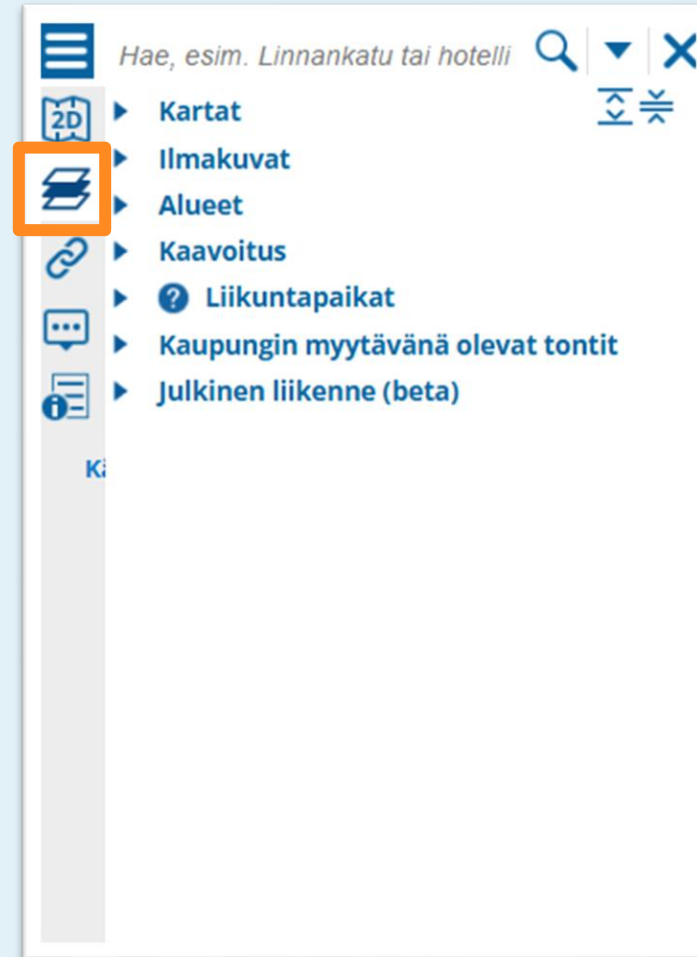 Hae, esim. Linnankatu tai hotelli
2D
Kartat
Ilmakuvat
Alueet
Kaavoitus
? Liikuntapaikat
Kaupungin myytävänä olevat tontit
Julkinen liikenne (beta)